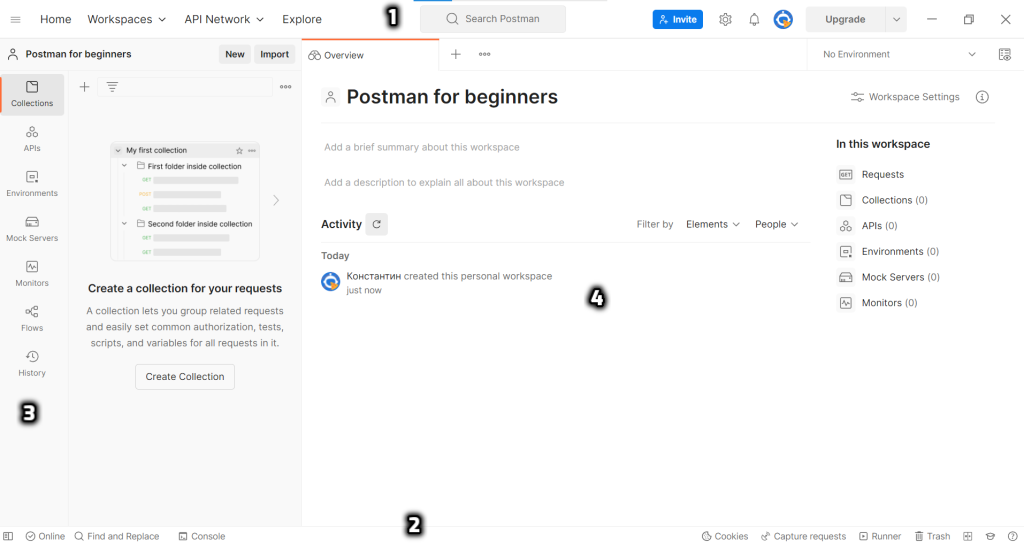 Home Workspaces API Network Explore 1 Search Postman Invite Upgrade
Postman for beginners New Import Overview No Environment
Collections
APIs
Environments
Mock Servers
Monitors
Flows
History
3
My first collection
First folder inside collection
GET
POST
GET
Second folder inside collection
GET
GET
Create a collection for your requests
A collection lets you group related requests
and easily set common authorization, tests,
scripts, and variables for all requests in it.
Create Collection
Postman for beginners Workspace Settings
Add a brief summary about this workspace
Add a description to explain all about this workspace
Activity Filter by Elements People
Today
Константин created this personal workspace
just now
4
In this workspace
GET Requests
Collections (0)
APIs (0)
Environments (0)
Mock Servers (0)
Monitors (0)
2
Online Find and Replace Console Cookies Capture requests Runner Trash